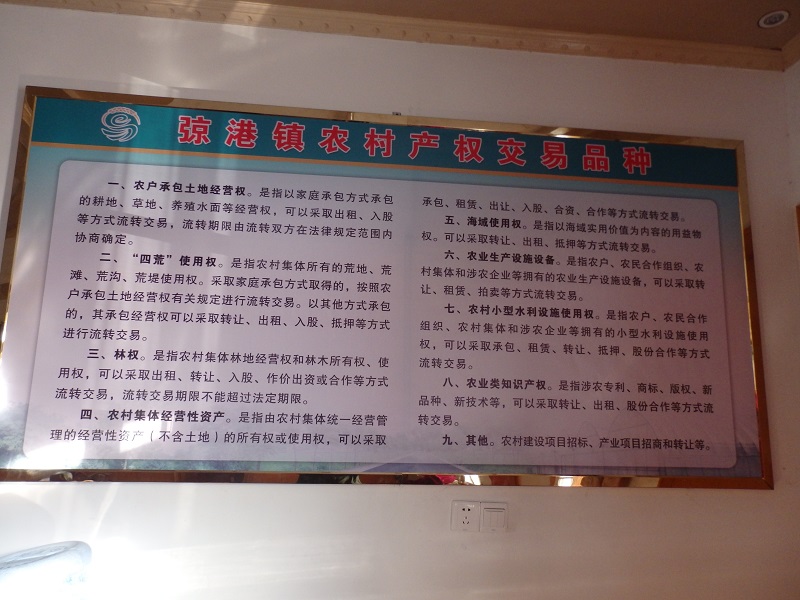 弶港镇农村产权交易品种
一、农户承包土地经营权。是指以家庭承包方式承包
的耕地、草地、养殖水面等经营权，可以采取出租、入股
等方式流转交易，流转期限由流转双方在法律规定范围内
协商确定。
二、“四荒”使用权。是指农村集体所有的荒地、荒
滩、荒沟、荒堤使用权。采取家庭承包方式取得的，按照农
户承包土地经营权有关规定进行流转交易。以其他方式承包
的，其承包经营权可以采取转让、出租、入股、抵押等方式
进行流转交易。
三、林权。是指农村集体林地经营权和林木所有权、使
用权，可以采取出租、转让、入股、作价出资或合作等方式
流转交易，流转交易期限不能超过法定期限。
四、农村集体经营性资产。是指由农村集体统一经营管
理的经营性资产（不含土地）的所有权或使用权，可以采取
承包、租赁、出让、入股、合资、合作等方式流转交易。
五、海域使用权。是指以海域实用价值为内容的用益物
权。可以采取转让、出租、抵押等方式流转交易。
六、农业生产设施设备。是指农户、农民合作组织、农
村集体和涉农企业等拥有的农业生产设施设备，可以采取转
让、租赁、拍卖等方式流转交易。
七、农村小型水利设施使用权。是指农户、农民合作
组织、农村集体和涉农企业等拥有的小型水利设施使用
权，可以采取承包、租赁、转让、抵押、股份合作等方式
流转交易。
八、农业类知识产权。是指涉农专利、商标、版权、新
品种、新技术等，可以采取转让、出租、股份合作等方式流
转交易。
九、其他。农村建设项目招标、产业项目招商和转让等。